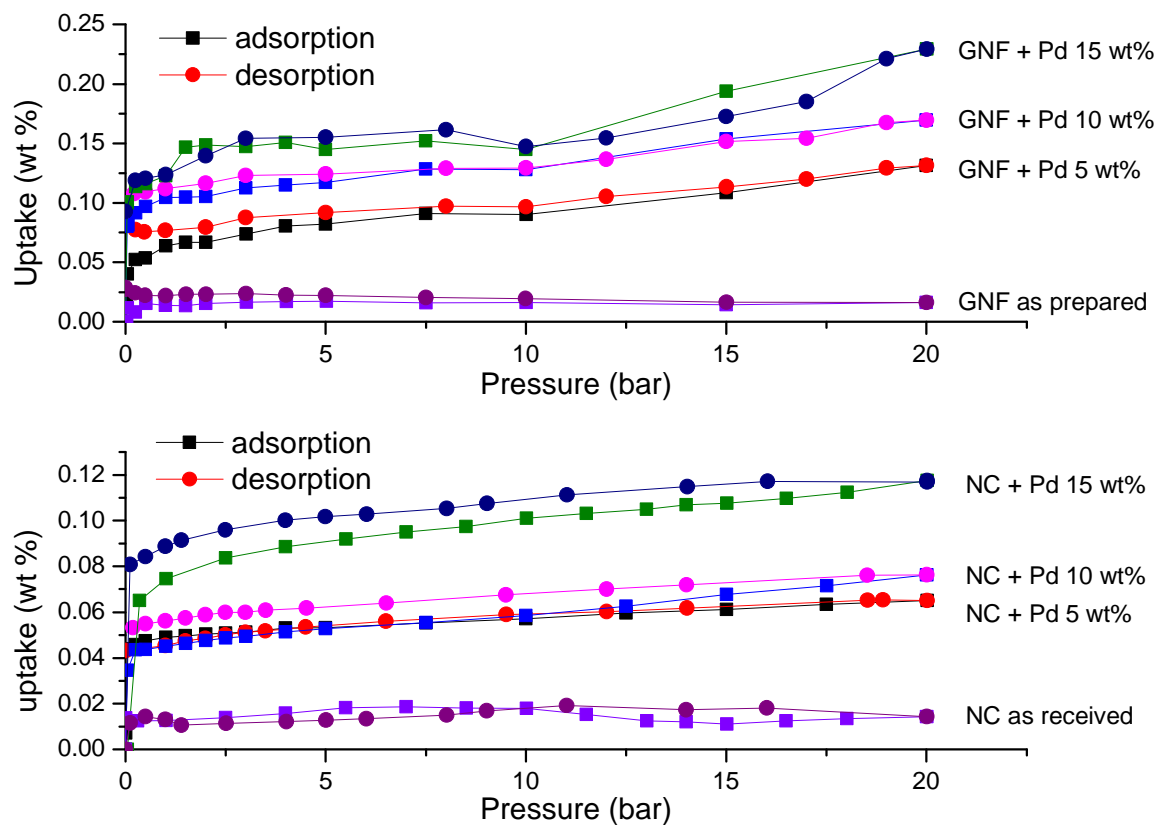 0.25
0.20
0.15
0.10
0.05
0.00
Uptake (wt %)
adsorption
desorption
GNF + Pd 15 wt%
GNF + Pd 10 wt%
GNF + Pd 5 wt%
GNF as prepared
0 5 10 15 20
Pressure (bar)
0.12
0.10
0.08
0.06
0.04
0.02
0.00
uptake (wt %)
adsorption
desorption
NC + Pd 15 wt%
NC + Pd 10 wt%
NC + Pd 5 wt%
NC as received
0 5 10 15 20
Pressure (bar)